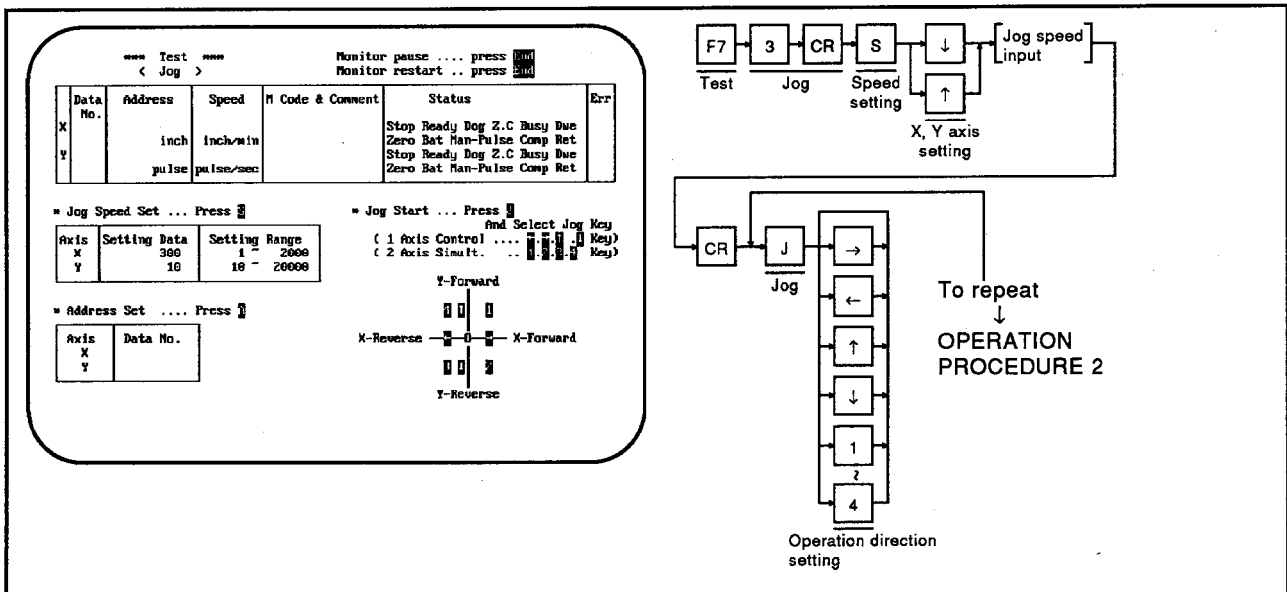 *** Test ***
< Jog >
Monitor pause .... press End
Monitor restart .. press End
Data No. Address Speed M Code & Comment Status Err
X inch inch/min
Stop Ready Dog Z.C Busy Dwe
Zero Bat Man-Pulse Comp Ret
Y pulse pulse/sec
Stop Ready Dog Z.C Busy Dwe
Zero Bat Man-Pulse Comp Ret
* Jog Speed Set ... Press S
Axis Setting Data Setting Range
X 300 1 ~ 2000
Y 10 10 ~ 20000
* Address Set .... Press
Axis Data No.
X
Y
* Jog Start ... Press J
And Select Jog Key
( 1 Axis Control .... Key)
( 2 Axis Simult. .. Key)
Y-Forward
X-Reverse X-Forward
Y-Reverse
F7 3 CR S ↓ ↑ Jog speed input
Test Jog Speed setting
X, Y axis setting
CR J → ← ↑ ↓ 1 ~ 4
Jog
Operation direction setting
To repeat
↓
OPERATION
PROCEDURE 2